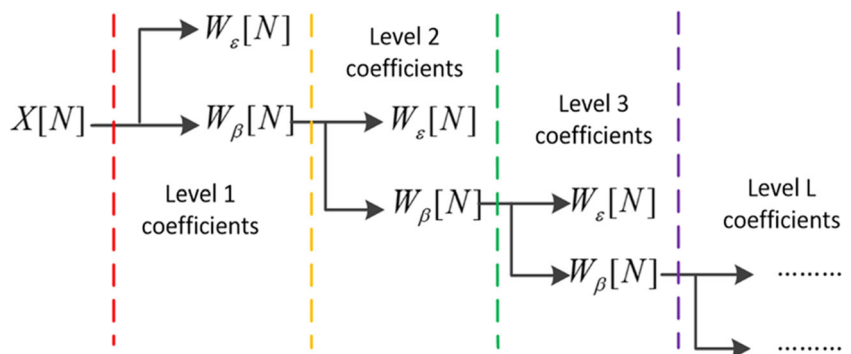 X[N]
W_ε[N]
W_β[N]
Level 1
coefficients
Level 2
coefficients
W_ε[N]
W_β[N]
Level 3
coefficients
W_ε[N]
W_β[N]
Level L
coefficients
.........
.........